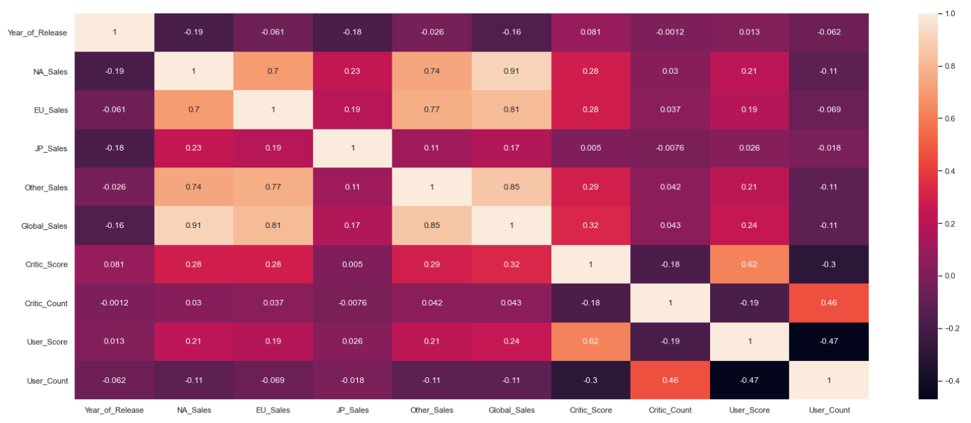 Year_of_Release 1 -0.19 -0.061 -0.18 -0.026 -0.16 0.081 -0.0012 0.013 -0.062 1.0
NA_Sales -0.19 1 0.7 0.23 0.74 0.91 0.28 0.03 0.21 -0.11 0.8
EU_Sales -0.061 0.7 1 0.19 0.77 0.81 0.28 0.037 0.19 -0.069 0.6
JP_Sales -0.18 0.23 0.19 1 0.11 0.17 0.005 -0.0076 0.026 -0.018
Other_Sales -0.026 0.74 0.77 0.11 1 0.85 0.29 0.042 0.21 -0.11 0.4
Global_Sales -0.16 0.91 0.81 0.17 0.85 1 0.32 0.043 0.24 -0.11 0.2
Critic_Score 0.081 0.28 0.28 0.005 0.29 0.32 1 -0.18 0.62 -0.3 0.0
Critic_Count -0.0012 0.03 0.037 -0.0076 0.042 0.043 -0.18 1 -0.19 0.46
User_Score 0.013 0.21 0.19 0.026 0.21 0.24 0.62 -0.19 1 -0.47 -0.2
User_Count -0.062 -0.11 -0.069 -0.018 -0.11 -0.11 -0.3 0.46 -0.47 1 -0.4
Year_of_Release NA_Sales EU_Sales JP_Sales Other_Sales Global_Sales Critic_Score Critic_Count User_Score User_Count